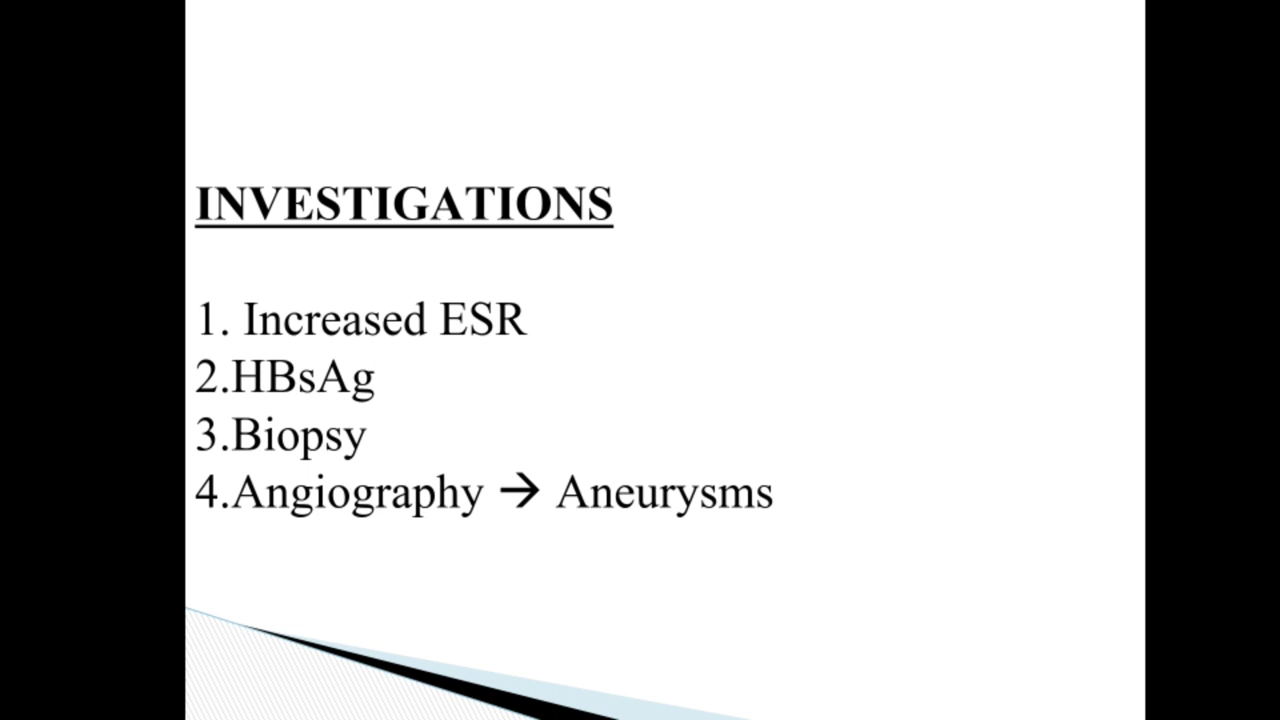 INVESTIGATIONS
1. Increased ESR
2.HBsAg
3.Biopsy
4.Angiography → Aneurysms